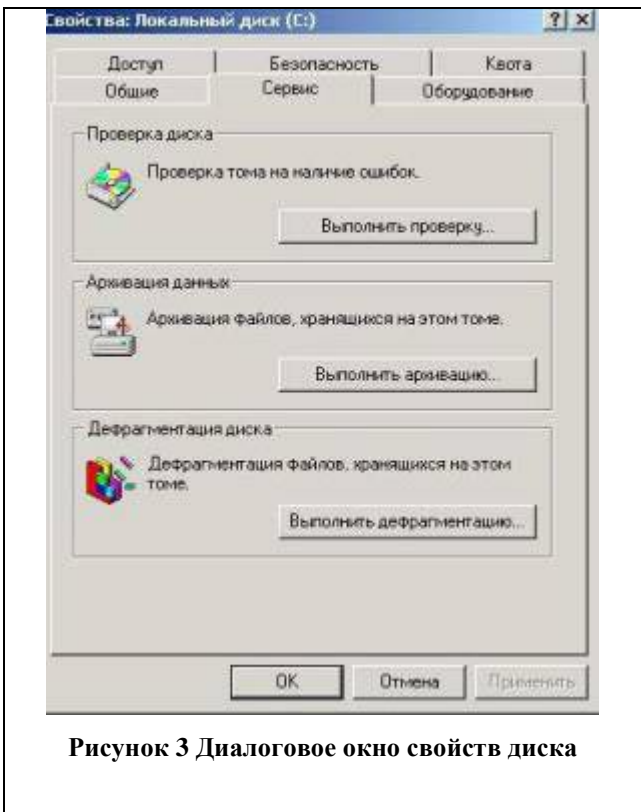 Свойства: Локальный диск (C:)
Доступ Безопасность Квота
Общие Сервис Оборудование
Проверка диска
Проверка тома на наличие ошибок.
Выполнить проверку...
Архивация данных
Архивация файлов, хранящихся на этом томе.
Выполнить архивацию...
Дефрагментация диска
Дефрагментация файлов, хранящихся на этом
томе.
Выполнить дефрагментацию...
OK Отмена Применить
Рисунок 3 Диалоговое окно свойств диска